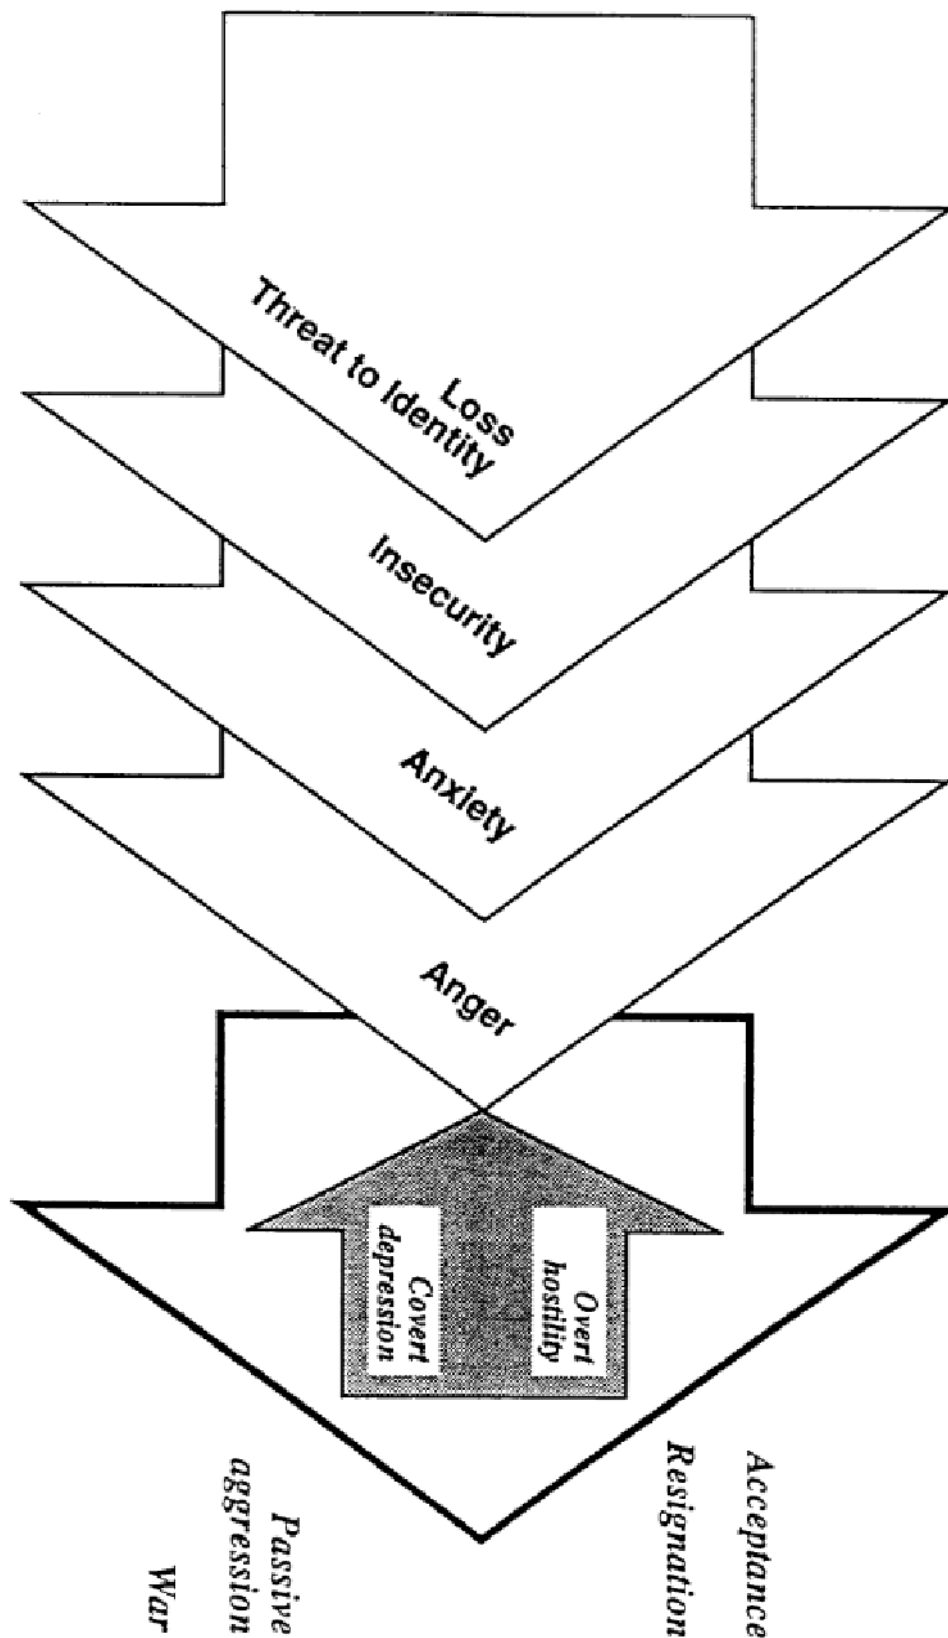 Loss
Threat to Identity
Insecurity
Anxiety
Anger
Overt
hostility
Covert
depression
Acceptance
Resignation
Passive
aggression
War